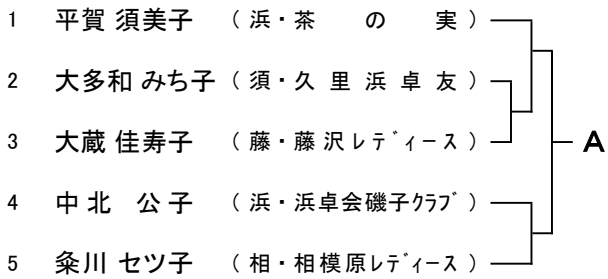 1 平賀 須美子 (浜・茶の実)
2 大多和 みち子 (須・久里浜卓友)
3 大蔵 佳寿子 (藤・藤沢レディース)
4 中北 公子 (浜・浜卓会磯子クラブ)
5 粂川 セツ子 (相・相模原レディース)
A